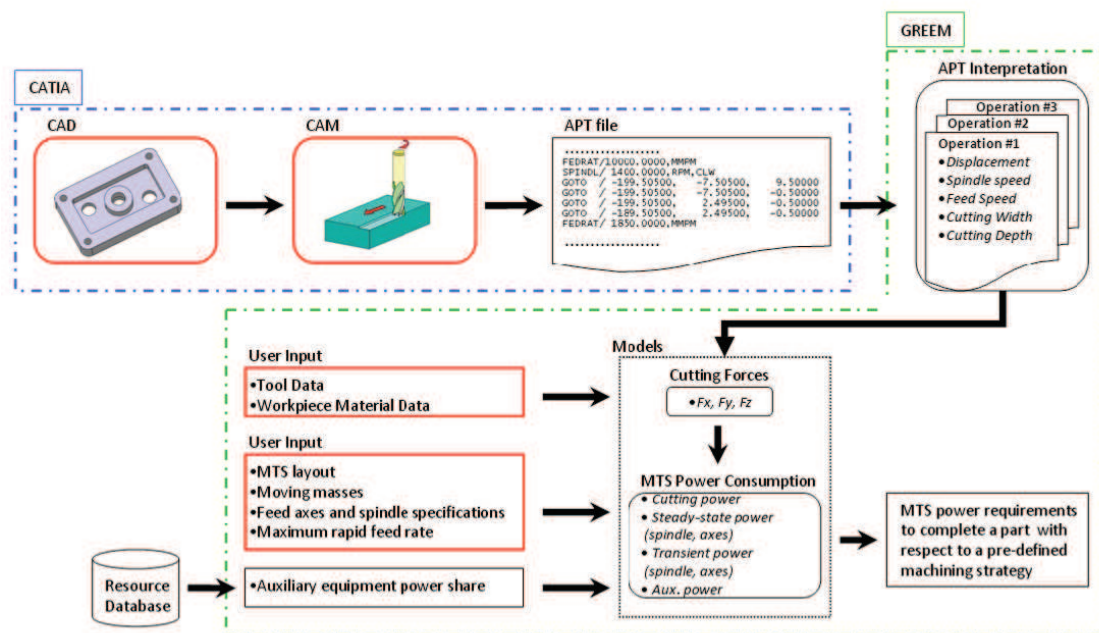 GREEM
APT Interpretation
Operation #3
Operation #2
Operation #1
•Displacement
•Spindle speed
•Feed Speed
•Cutting Width
•Cutting Depth
CATIA
CAD
CAM
APT file
...................
FEDRAT/10000.0000,MMPM
SPINDL/ 1400.0000,RPM,CLW
GOTO / -199.50500, -7.50500, 9.50000
GOTO / -199.50500, -7.50500, -0.50000
GOTO / -199.50500, 2.49500, -0.50000
GOTO / -189.50500, 2.49500, -0.50000
FEDRAT/ 1850.0000,MMPM
...................
User Input
•Tool Data
•Workpiece Material Data
User Input
•MTS layout
•Moving masses
•Feed axes and spindle specifications
•Maximum rapid feed rate
Resource
Database
•Auxiliary equipment power share
Models
Cutting Forces
•Fx, Fy, Fz
MTS Power Consumption
• Cutting power
• Steady-state power
(spindle, axes)
• Transient power
(spindle, axes)
• Aux. power
MTS power requirements
to complete a part with
respect to a pre-defined
machining strategy